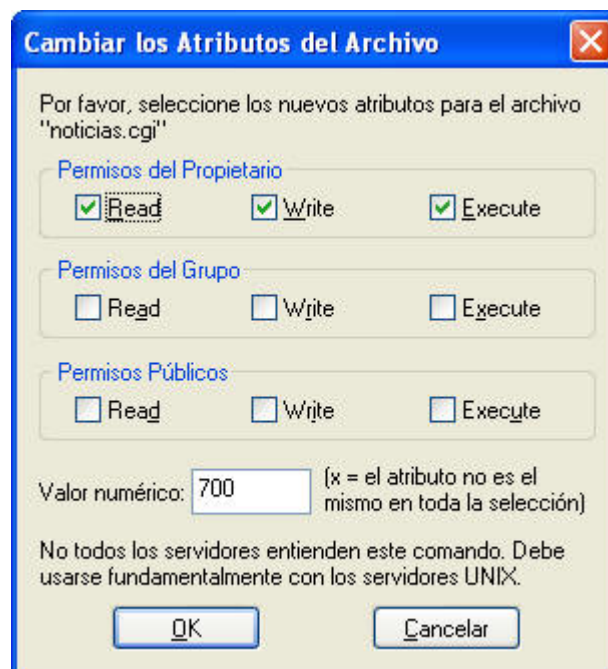 Cambiar los Atributos del Archivo
Por favor, seleccione los nuevos atributos para el archivo
"noticias.cgi"
Permisos del Propietario
Read Write Execute
Permisos del Grupo
Read Write Execute
Permisos Públicos
Read Write Execute
Valor numérico: 700 (x = el atributo no es el
mismo en toda la selección)
No todos los servidores entienden este comando. Debe
usarse fundamentalmente con los servidores UNIX.
OK Cancelar